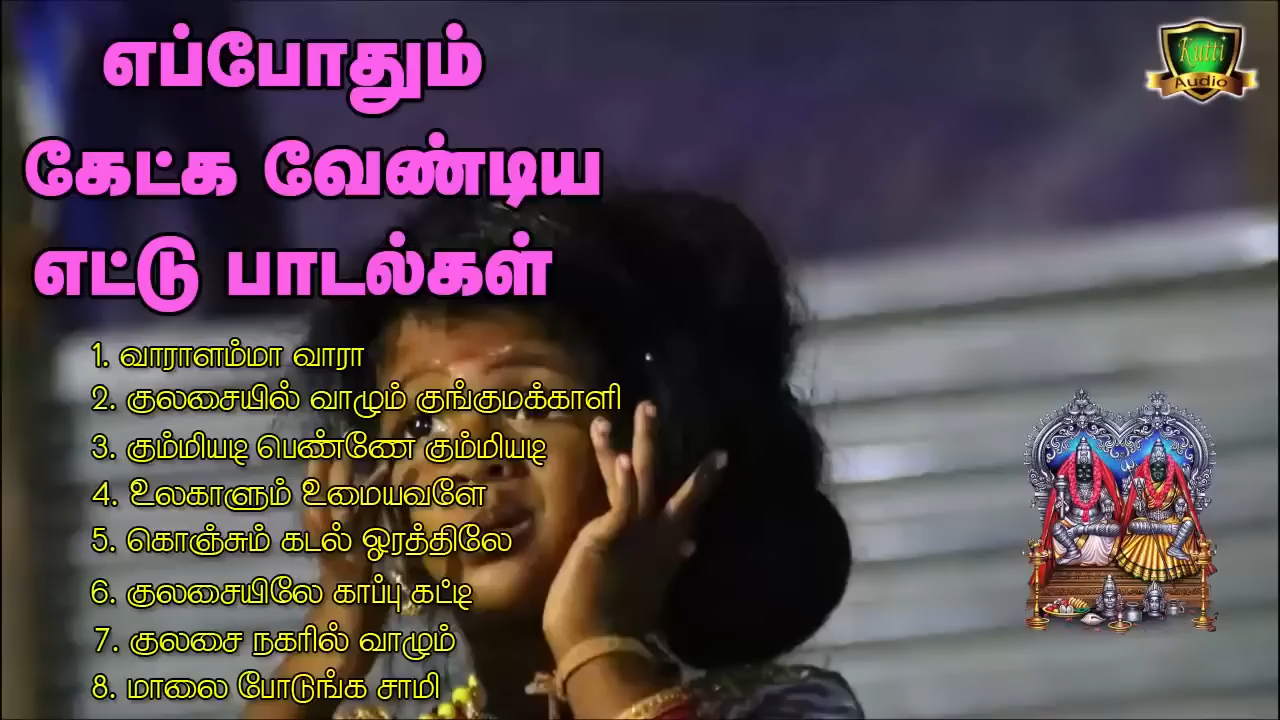 எப்போதும்
கேட்க வேண்டிய
எட்டு பாடல்கள்
Kutti
Audio
1. வாராளம்மா வாரா
2. குலசையில் வாழும் குங்குமக்காளி
3. கும்மியடி பெண்ணே கும்மியடி
4. உலகாளும் உமையவளே
5. கொஞ்சும் கடல் ஓரத்திலே
6. குலசையிலே காப்பு கட்டி
7. குலசை நகரில் வாழும்
8. மாலை போடுங்க சாமி